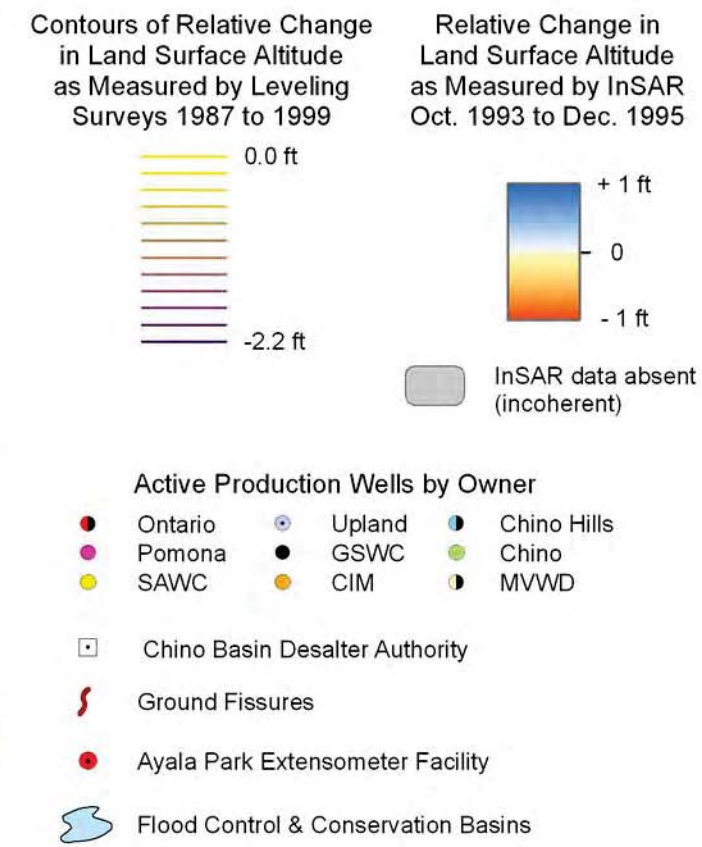 Contours of Relative Change
in Land Surface Altitude
as Measured by Leveling
Surveys 1987 to 1999
0.0 ft
-2.2 ft
Relative Change in
Land Surface Altitude
as Measured by InSAR
Oct. 1993 to Dec. 1995
+ 1 ft
0
- 1 ft
InSAR data absent
(incoherent)
Active Production Wells by Owner
Ontario Upland Chino Hills
Pomona GSWC Chino
SAWC CIM MVWD
Chino Basin Desalter Authority
Ground Fissures
Ayala Park Extensometer Facility
Flood Control & Conservation Basins